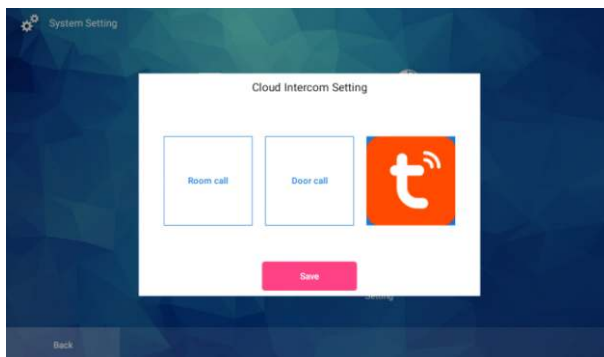 System Setting
Cloud Intercom Setting
Room call
Door call
t
Save
Setting
Back